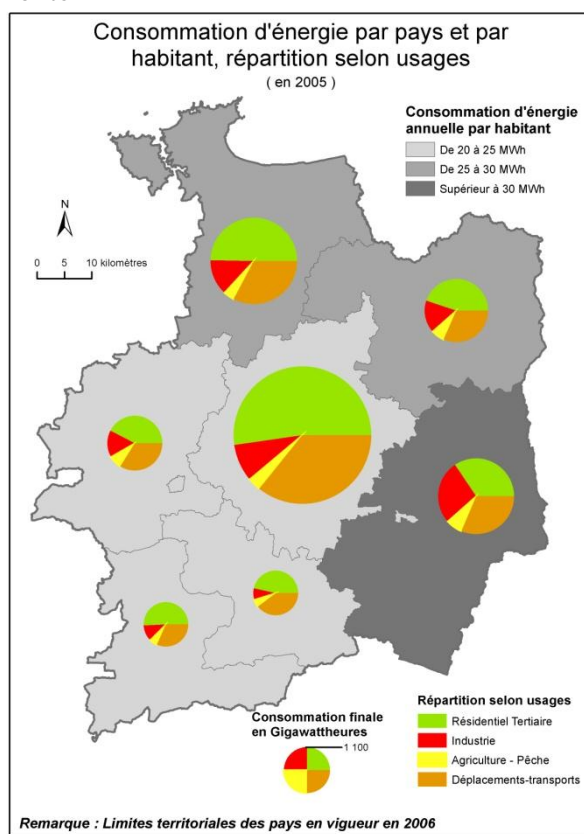 Consommation d'énergie par pays et par
habitant, répartition selon usages
( en 2005 )
Consommation d'énergie
annuelle par habitant
De 20 à 25 MWh
De 25 à 30 MWh
Supérieur à 30 MWh
N
0 5 10 kilomètres
Consommation finale
en Gigawattheures
1 100
Répartition selon usages
Résidentiel Tertiaire
Industrie
Agriculture - Pêche
Déplacements-transports
Remarque : Limites territoriales des pays en vigueur en 2006